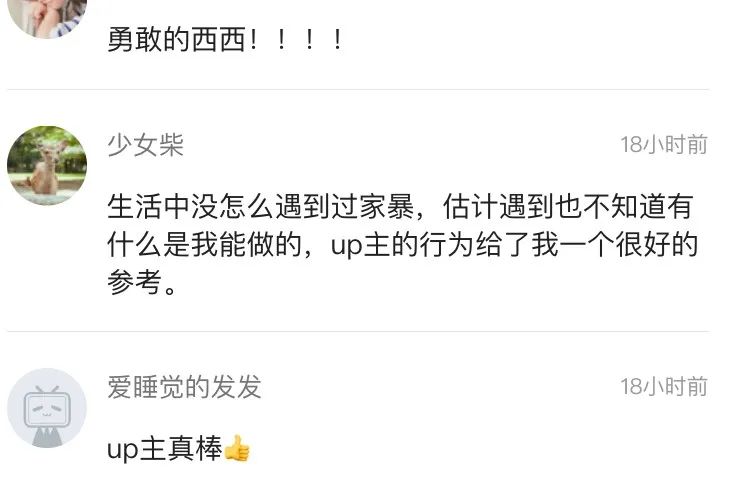 勇敢的西西！！！！
少女柴
18小时前
生活中没怎么遇到过家暴，估计遇到也不知道有
什么是我能做的，up主的行为给了我一个很好的
参考。
爱睡觉的发发
18小时前
up主真棒👍